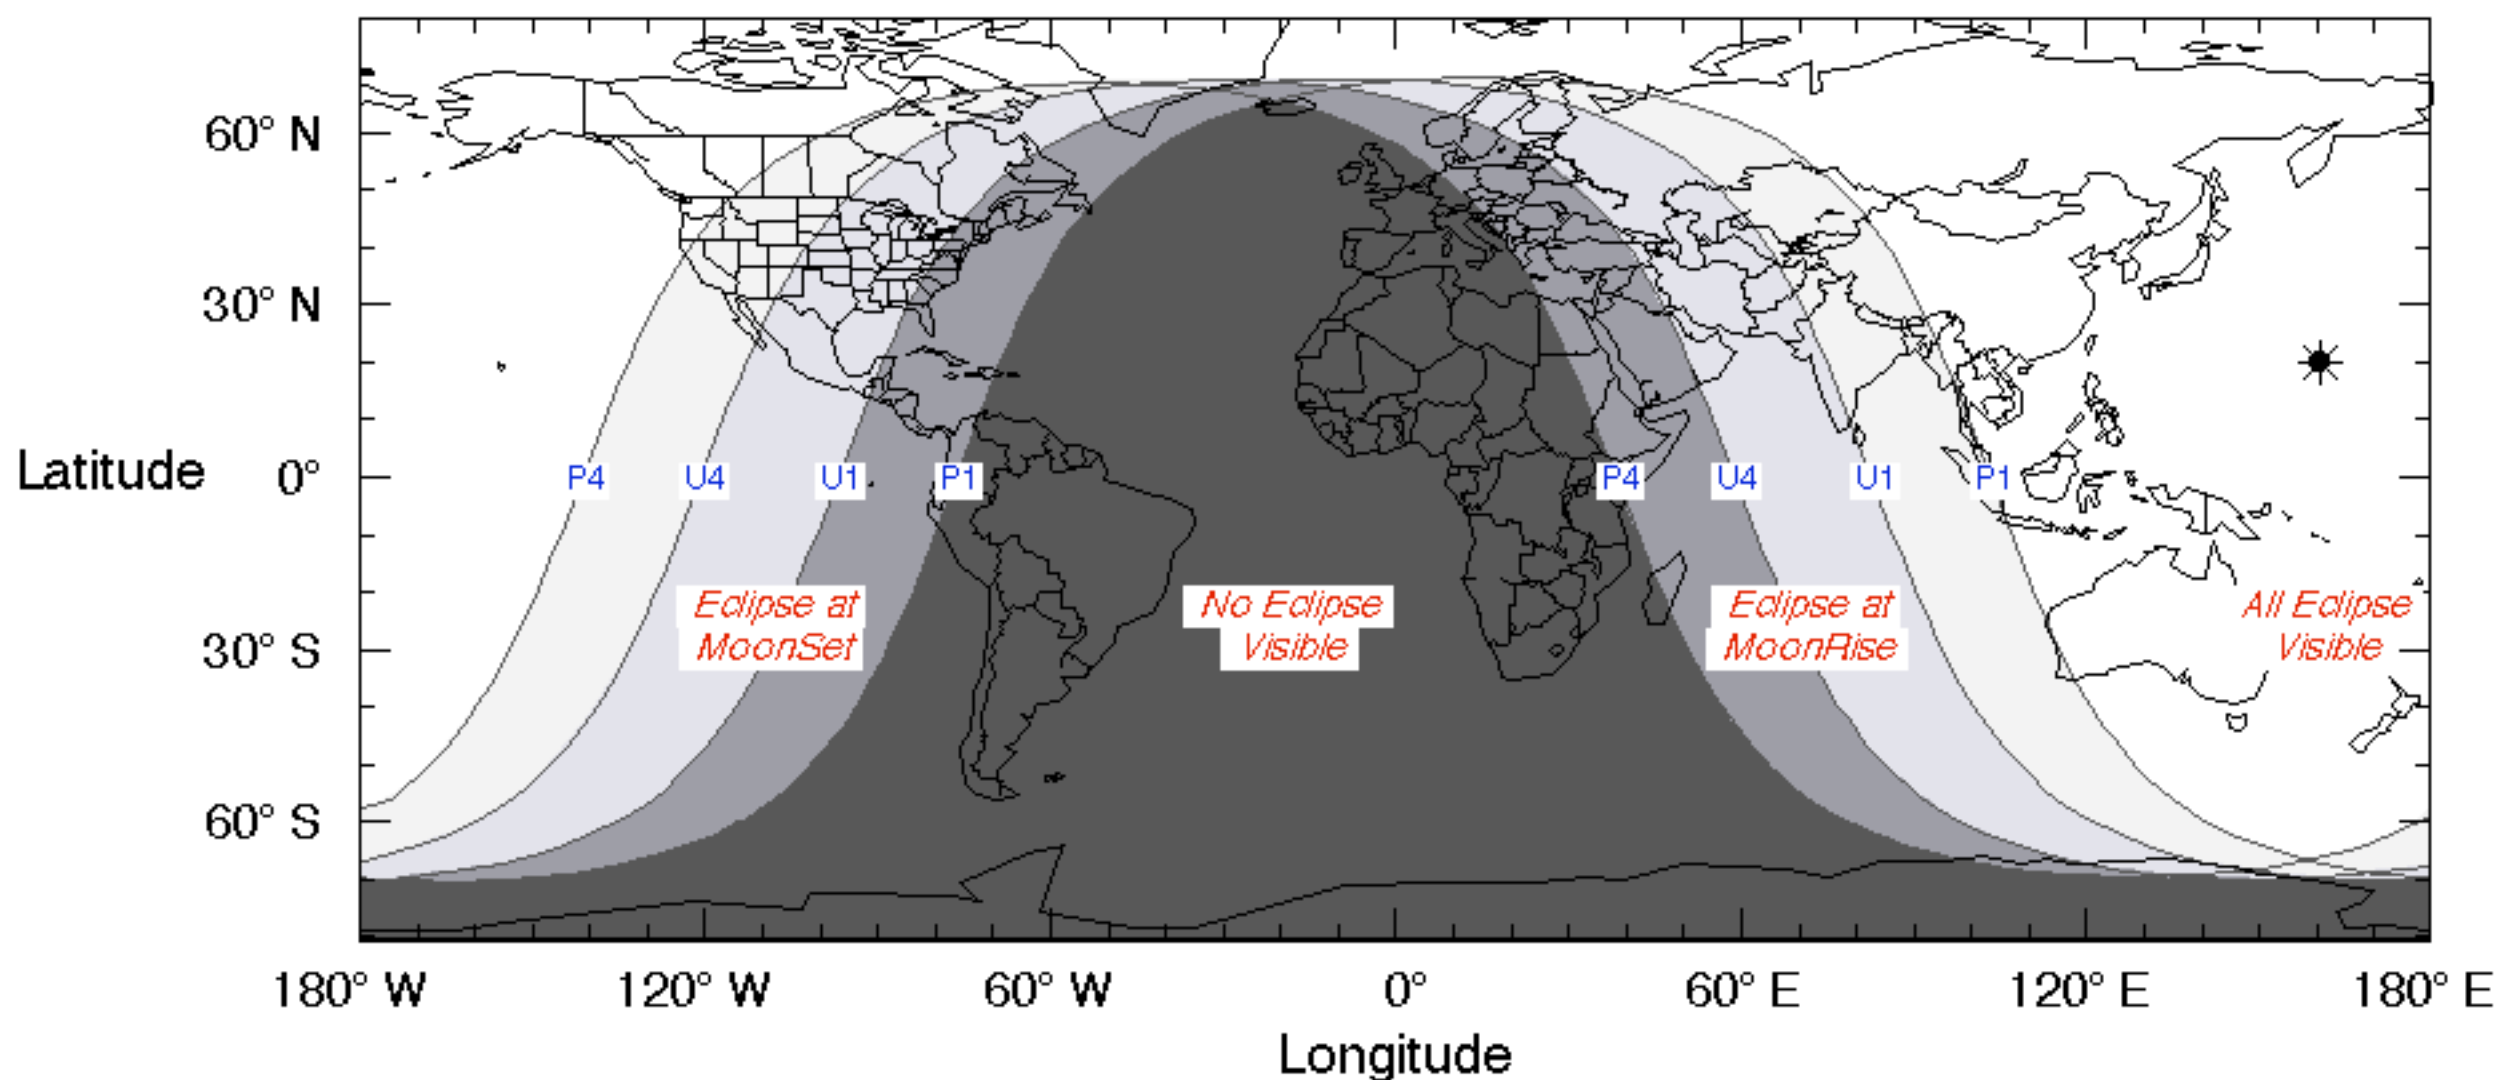 60° N
30° N
Latitude 0°
P4 U4 U1 P1 P4 U4 U1 P1
Eclipse at MoonSet
No Eclipse Visible
Eclipse at MoonRise
All Eclipse Visible
30° S
60° S
180° W 120° W 60° W 0° 60° E 120° E 180° E
Longitude